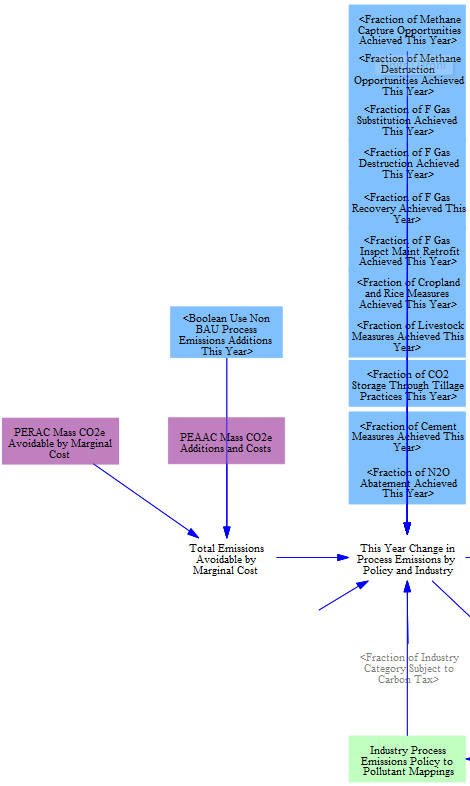 <Fraction of Methane
Capture Opportunities
Achieved This Year>
<Fraction of Methane
Destruction
Opportunities Achieved
This Year>
<Fraction of F Gas
Substitution Achieved
This Year>
<Fraction of F Gas
Destruction Achieved
This Year>
<Fraction of F Gas
Recovery Achieved This
Year>
<Fraction of F Gas
Inspct Maint Retrofit
Achieved This Year>
<Fraction of Cropland
and Rice Measures
Achieved This Year>
<Fraction of Livestock
Measures Achieved This
Year>
<Fraction of CO2
Storage Through Tillage
Practices This Year>
<Fraction of Cement
Measures Achieved This
Year>
<Fraction of N2O
Abatement Achieved
This Year>
<Boolean Use Non
BAU Process
Emissions Additions
This Year>
PERAC Mass CO2e
Avoidable by Marginal
Cost
PEAAC Mass CO2e
Additions and Costs
Total Emissions
Avoidable by
Marginal Cost
This Year Change in
Process Emissions by
Policy and Industry
<Fraction of Industry
Category Subject to
Carbon Tax>
Industry Process
Emissions Policy to
Pollutant Mappings